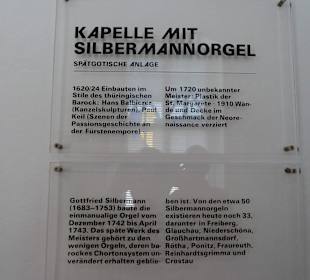 KAPELLE MIT
SILBERMANNORGEL
SPÄTGOTISCHE ANLAGE
1620/24 Einbauten im
Stile des thüringischen
Barock: Hans Balbierer
(Kanzelskulpturen), Paul
Keil (Szenen der
Passionsgeschichte an
der Fürstenempore)
Um 1720 unbekannter
Meister: Plastik der
St. Margarete · 1910 Wän-
de und Decke im
Geschmack der Neore-
naissance verziert
Gottfried Silbermann
(1683–1753) baute die
einmanualige Orgel vom
Dezember 1742 bis April
1743. Das späte Werk des
Meisters gehört zu den
wenigen Orgeln, deren ba-
rockes Chortonsystem un-
verändert erhalten geblie-
ben ist. Von den etwa 50
Silbermannorgeln
existieren heute noch 33,
darunter in Freiberg,
Glauchau, Niederschöna,
Großhartmannsdorf,
Rötha, Ponitz, Fraureuth,
Reinhardtsgrimma und
Crostau